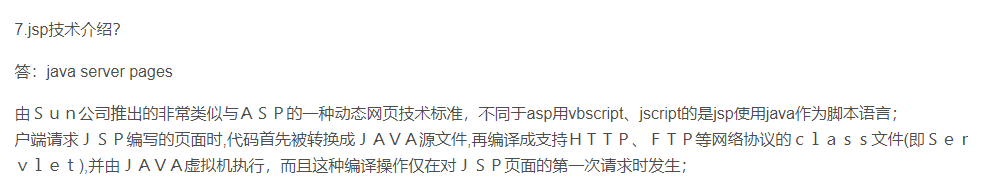 7.jsp技术介绍？
答：java server pages
由Ｓｕｎ公司推出的非常类似与ＡＳＰ的一种动态网页技术标准，不同于asp用vbscript、jscript的是jsp使用java作为脚本语言；
户端请求ＪＳＰ编写的页面时,代码首先被转换成ＪＡＶＡ源文件,再编译成支持ＨＴＴＰ、ＦＴＰ等网络协议的ｃｌａｓｓ文件(即Ｓｅｒ
ｖｌｅｔ),并由ＪＡＶＡ虚拟机执行，而且这种编译操作仅在对ＪＳＰ页面的第一次请求时发生；